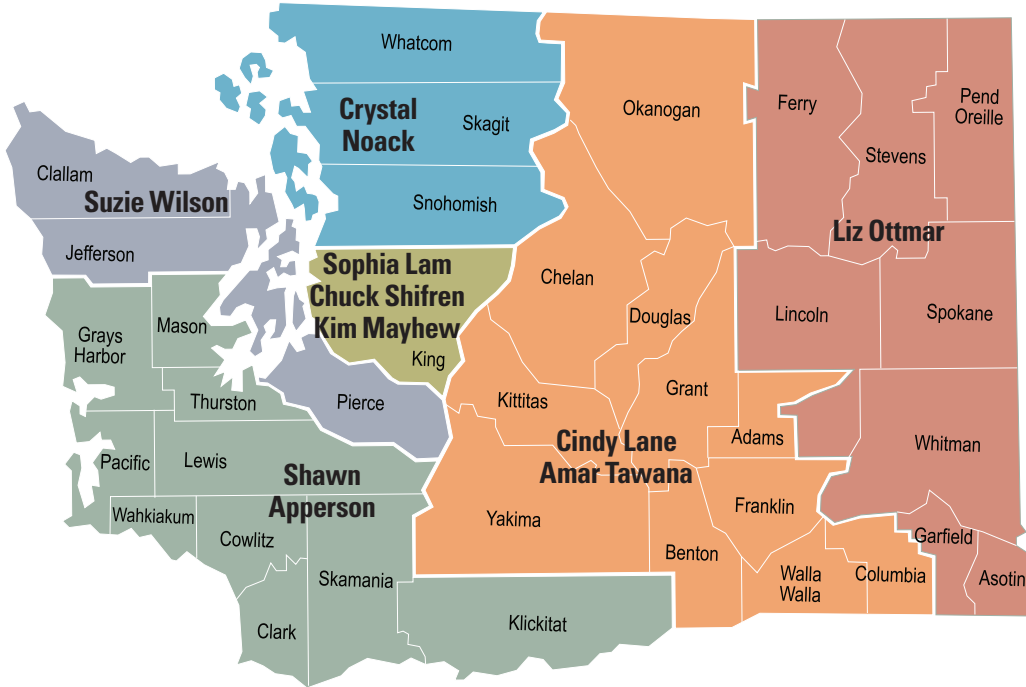 Whatcom
Crystal
Noack
Skagit
Okanogan
Ferry
Pend
Oreille
Stevens
Clallam
Suzie Wilson
Snohomish
Jefferson
Liz Ottmar
Sophia Lam
Chuck Shifren
Kim Mayhew
King
Chelan
Douglas
Lincoln
Spokane
Mason
Grays
Harbor
Thurston
Pierce
Kittitas
Grant
Cindy Lane
Amar Tawana
Adams
Whitman
Pacific
Lewis
Shawn
Apperson
Wahkiakum
Cowlitz
Yakima
Franklin
Garfield
Benton
Walla
Walla
Columbia
Asotin
Skamania
Clark
Klickitat